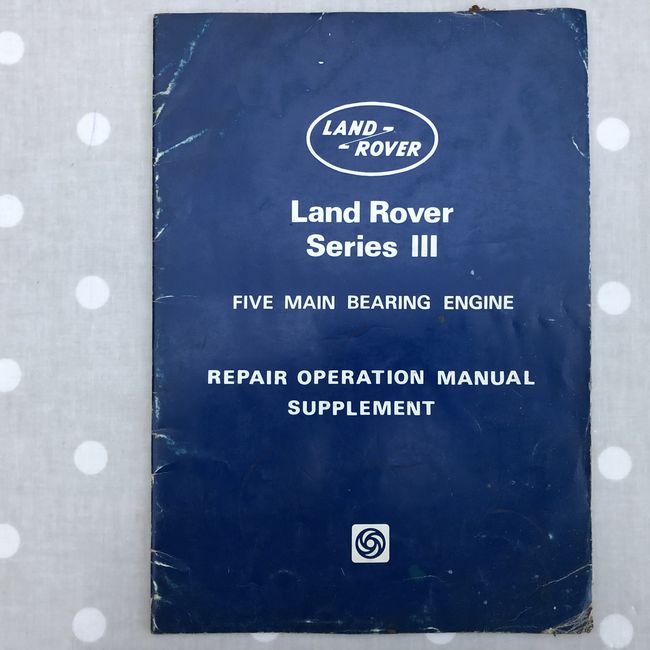 LAND
ROVER
Land Rover
Series III
FIVE MAIN BEARING ENGINE
REPAIR OPERATION MANUAL
SUPPLEMENT